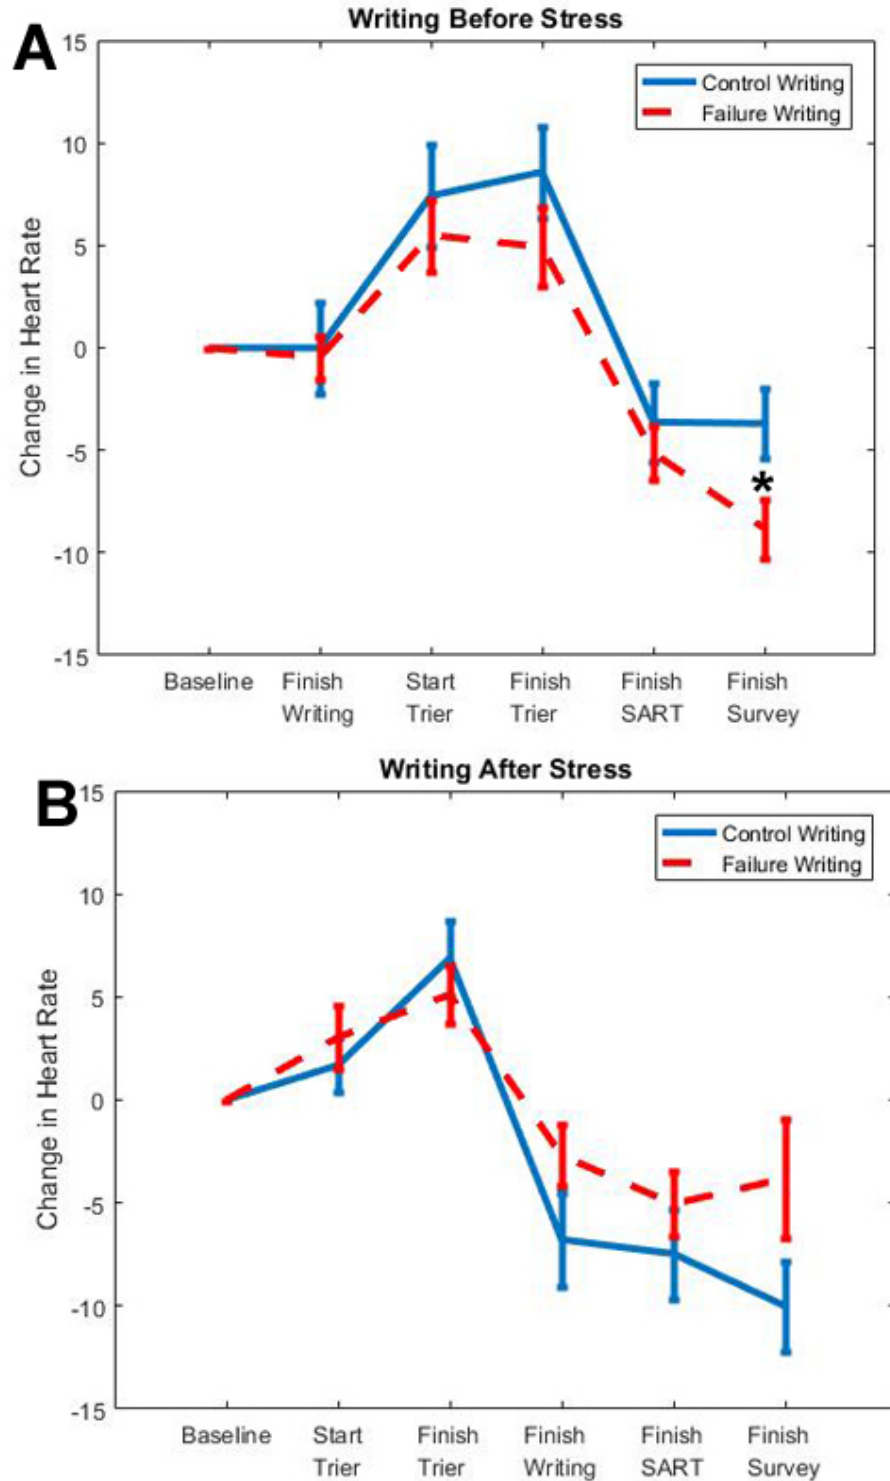 A
Writing Before Stress
15
10
5
0
-5
-10
-15
Change in Heart Rate
Control Writing
Failure Writing
*
Baseline
Finish
Writing
Start
Trier
Finish
Trier
Finish
SART
Finish
Survey
B
Writing After Stress
15
10
5
0
-5
-10
-15
Change in Heart Rate
Control Writing
Failure Writing
Baseline
Start
Trier
Finish
Trier
Finish
Writing
Finish
SART
Finish
Survey